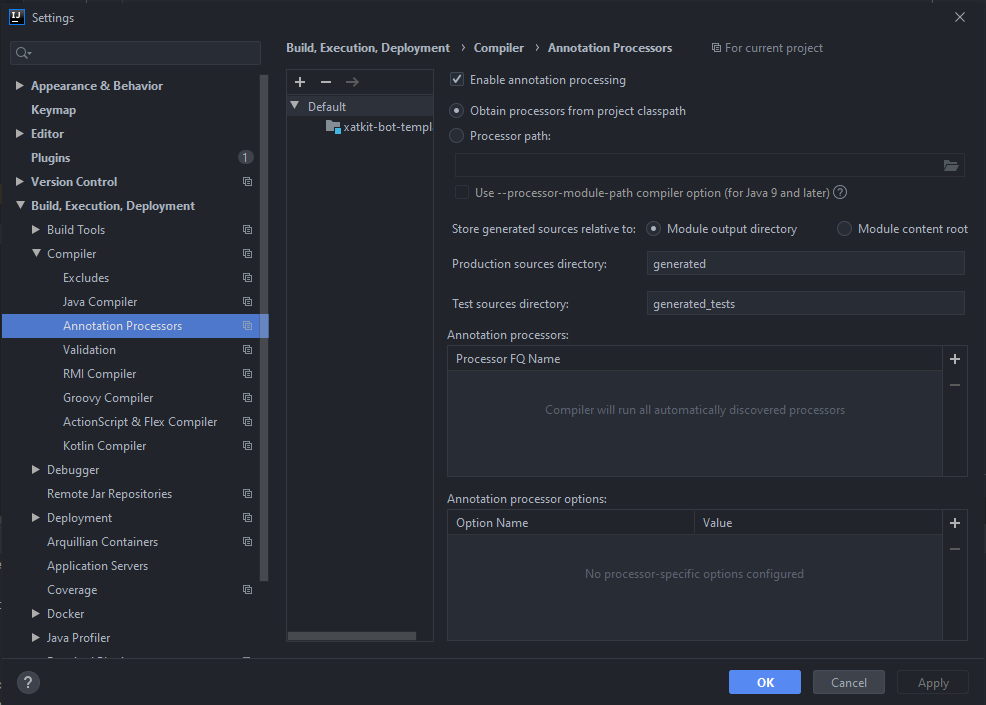 Settings
Appearance & Behavior
Keymap
Editor
Plugins 1
Version Control
Build, Execution, Deployment
Build Tools
Compiler
Excludes
Java Compiler
Annotation Processors
Validation
RMI Compiler
Groovy Compiler
ActionScript & Flex Compiler
Kotlin Compiler
Debugger
Remote Jar Repositories
Deployment
Arquillian Containers
Application Servers
Coverage
Docker
Java Profiler
Build, Execution, Deployment › Compiler › Annotation Processors For current project
Default
xatkit-bot-templ
Enable annotation processing
Obtain processors from project classpath
Processor path:
Use --processor-module-path compiler option (for Java 9 and later) ?
Store generated sources relative to: Module output directory Module content root
Production sources directory: generated
Test sources directory: generated_tests
Annotation processors:
Processor FQ Name
Compiler will run all automatically discovered processors
Annotation processor options:
Option Name Value
No processor-specific options configured
? OK Cancel Apply